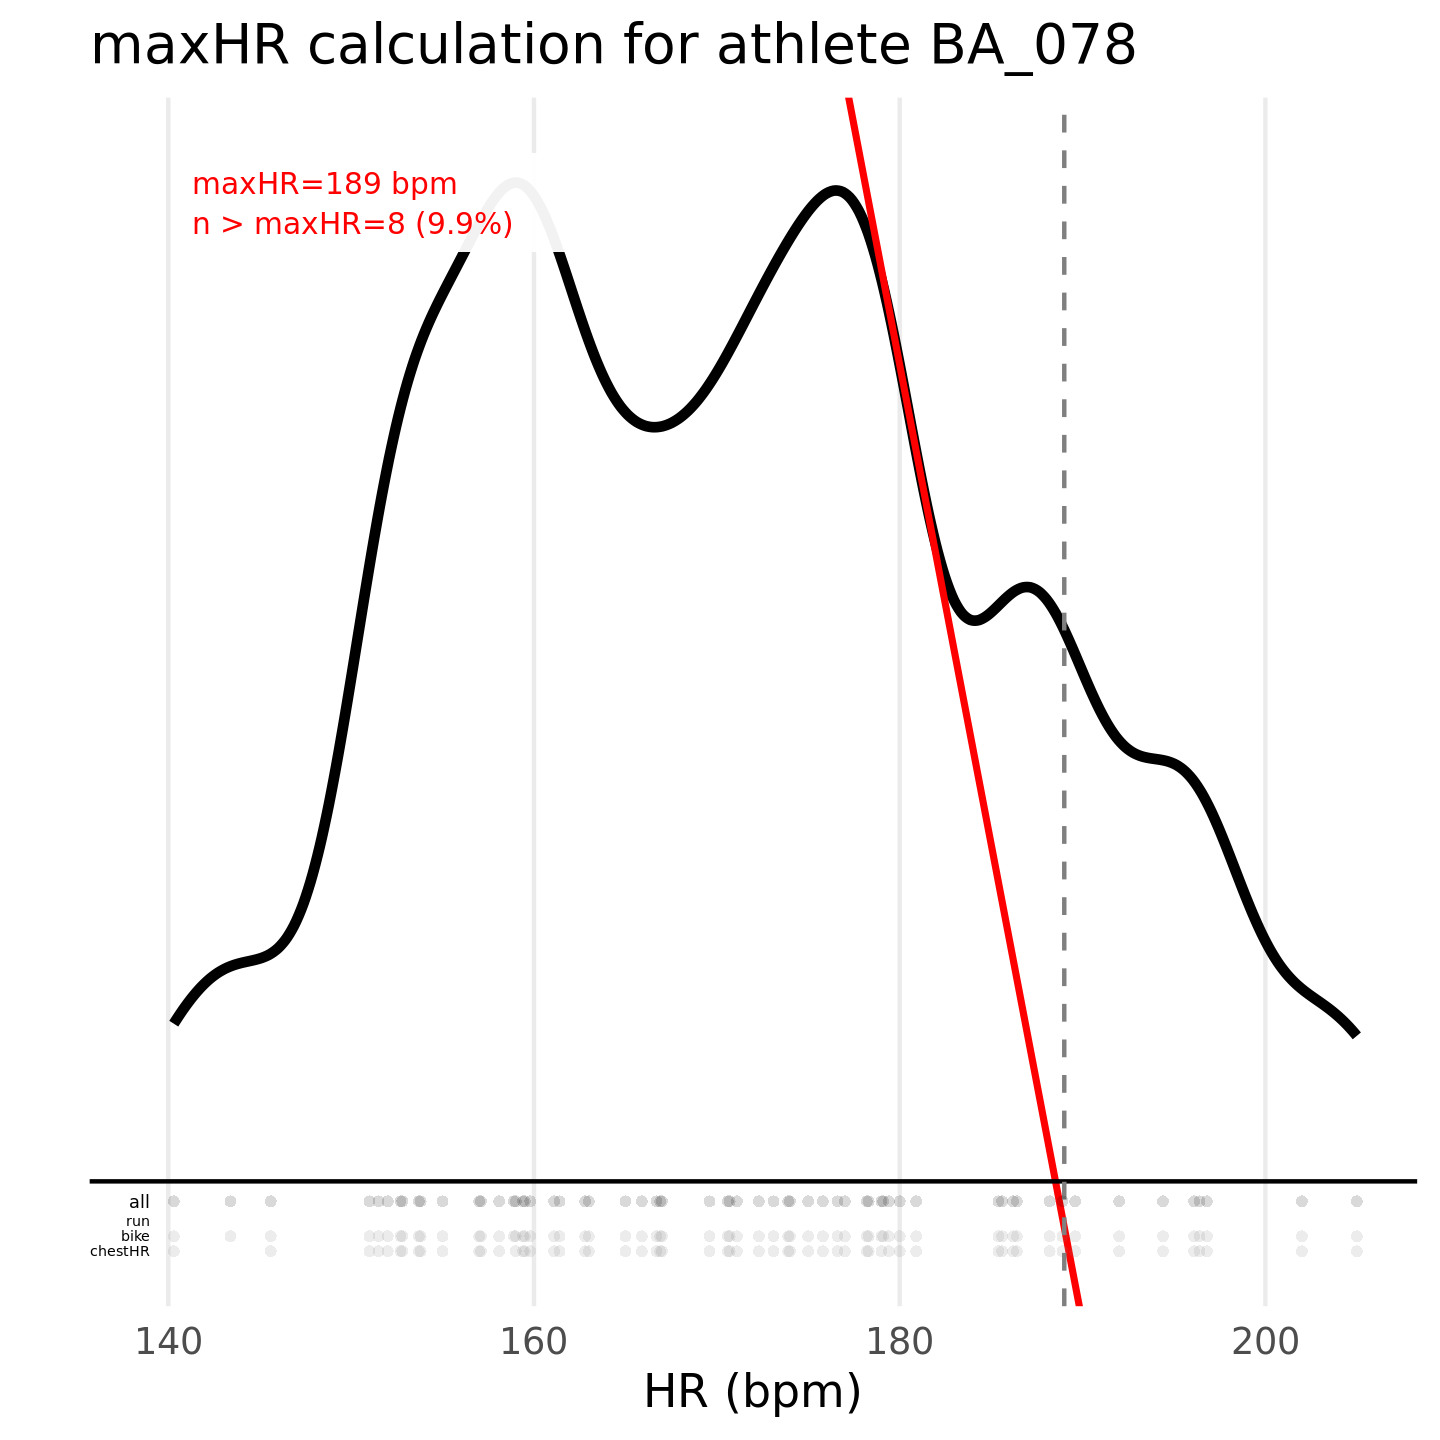 maxHR calculation for athlete BA_078
maxHR=189 bpm
n > maxHR=8 (9.9%)
all
run
bike
chestHR
140 160 180 200
HR (bpm)